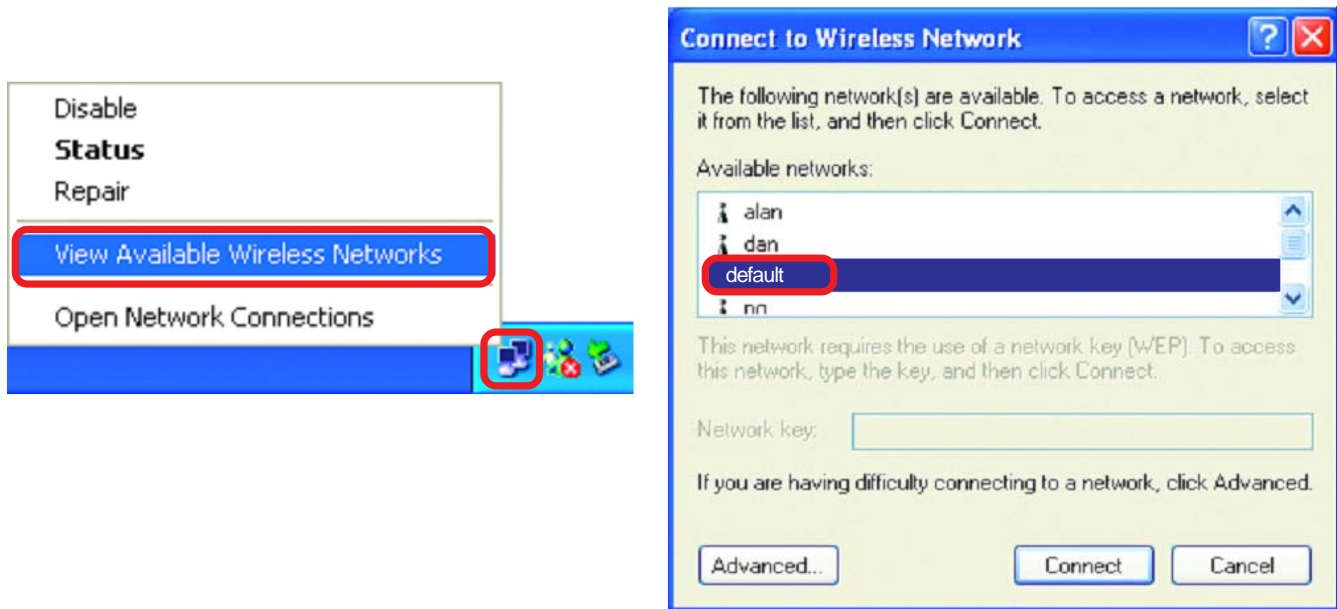 Disable
Status
Repair
View Available Wireless Networks
Open Network Connections
Connect to Wireless Network
The following network(s) are available. To access a network, select
it from the list, and then click Connect.
Available networks:
alan
dan
default
nn
This network requires the use of a network key (WEP). To access
this network, type the key, and then click Connect.
Network key:
If you are having difficulty connecting to a network, click Advanced.
Advanced...
Connect
Cancel